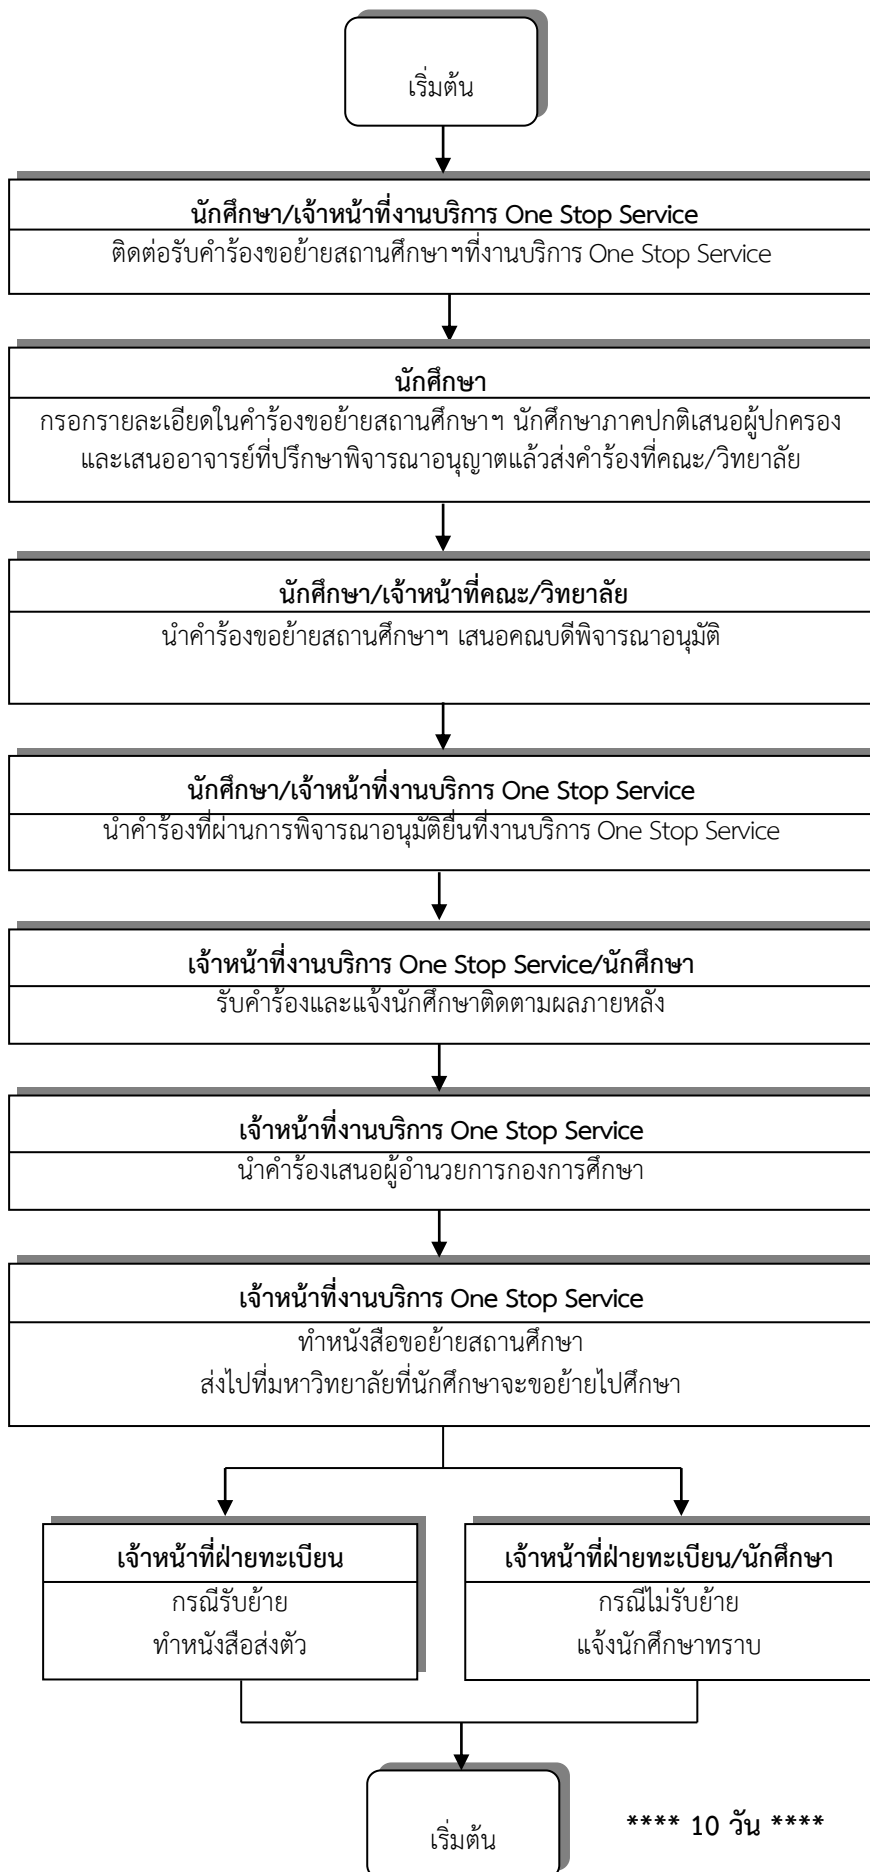 เริ่มต้น
นักศึกษา/เจ้าหน้าที่งานบริการ One Stop Service
ติดต่อรับคำร้องขอย้ายสถานศึกษาฯที่งานบริการ One Stop Service
นักศึกษา
กรอกรายละเอียดในคำร้องขอย้ายสถานศึกษาฯ นักศึกษาภาคปกติเสนอผู้ปกครอง
และเสนออาจารย์ที่ปรึกษาพิจารณาอนุญาตแล้วส่งคำร้องที่คณะ/วิทยาลัย
นักศึกษา/เจ้าหน้าที่คณะ/วิทยาลัย
นำคำร้องขอย้ายสถานศึกษาฯ เสนอคณบดีพิจารณาอนุมัติ
นักศึกษา/เจ้าหน้าที่งานบริการ One Stop Service
นำคำร้องที่ผ่านการพิจารณาอนุมัติยื่นที่งานบริการ One Stop Service
เจ้าหน้าที่งานบริการ One Stop Service/นักศึกษา
รับคำร้องและแจ้งนักศึกษาติดตามผลภายหลัง
เจ้าหน้าที่งานบริการ One Stop Service
นำคำร้องเสนอผู้อำนวยการกองการศึกษา
เจ้าหน้าที่งานบริการ One Stop Service
ทำหนังสือขอย้ายสถานศึกษา
ส่งไปที่มหาวิทยาลัยที่นักศึกษาจะขอย้ายไปศึกษา
เจ้าหน้าที่ฝ่ายทะเบียน
กรณีรับย้าย
ทำหนังสือส่งตัว
เจ้าหน้าที่ฝ่ายทะเบียน/นักศึกษา
กรณีไม่รับย้าย
แจ้งนักศึกษาทราบ
เริ่มต้น
**** 10 วัน ****